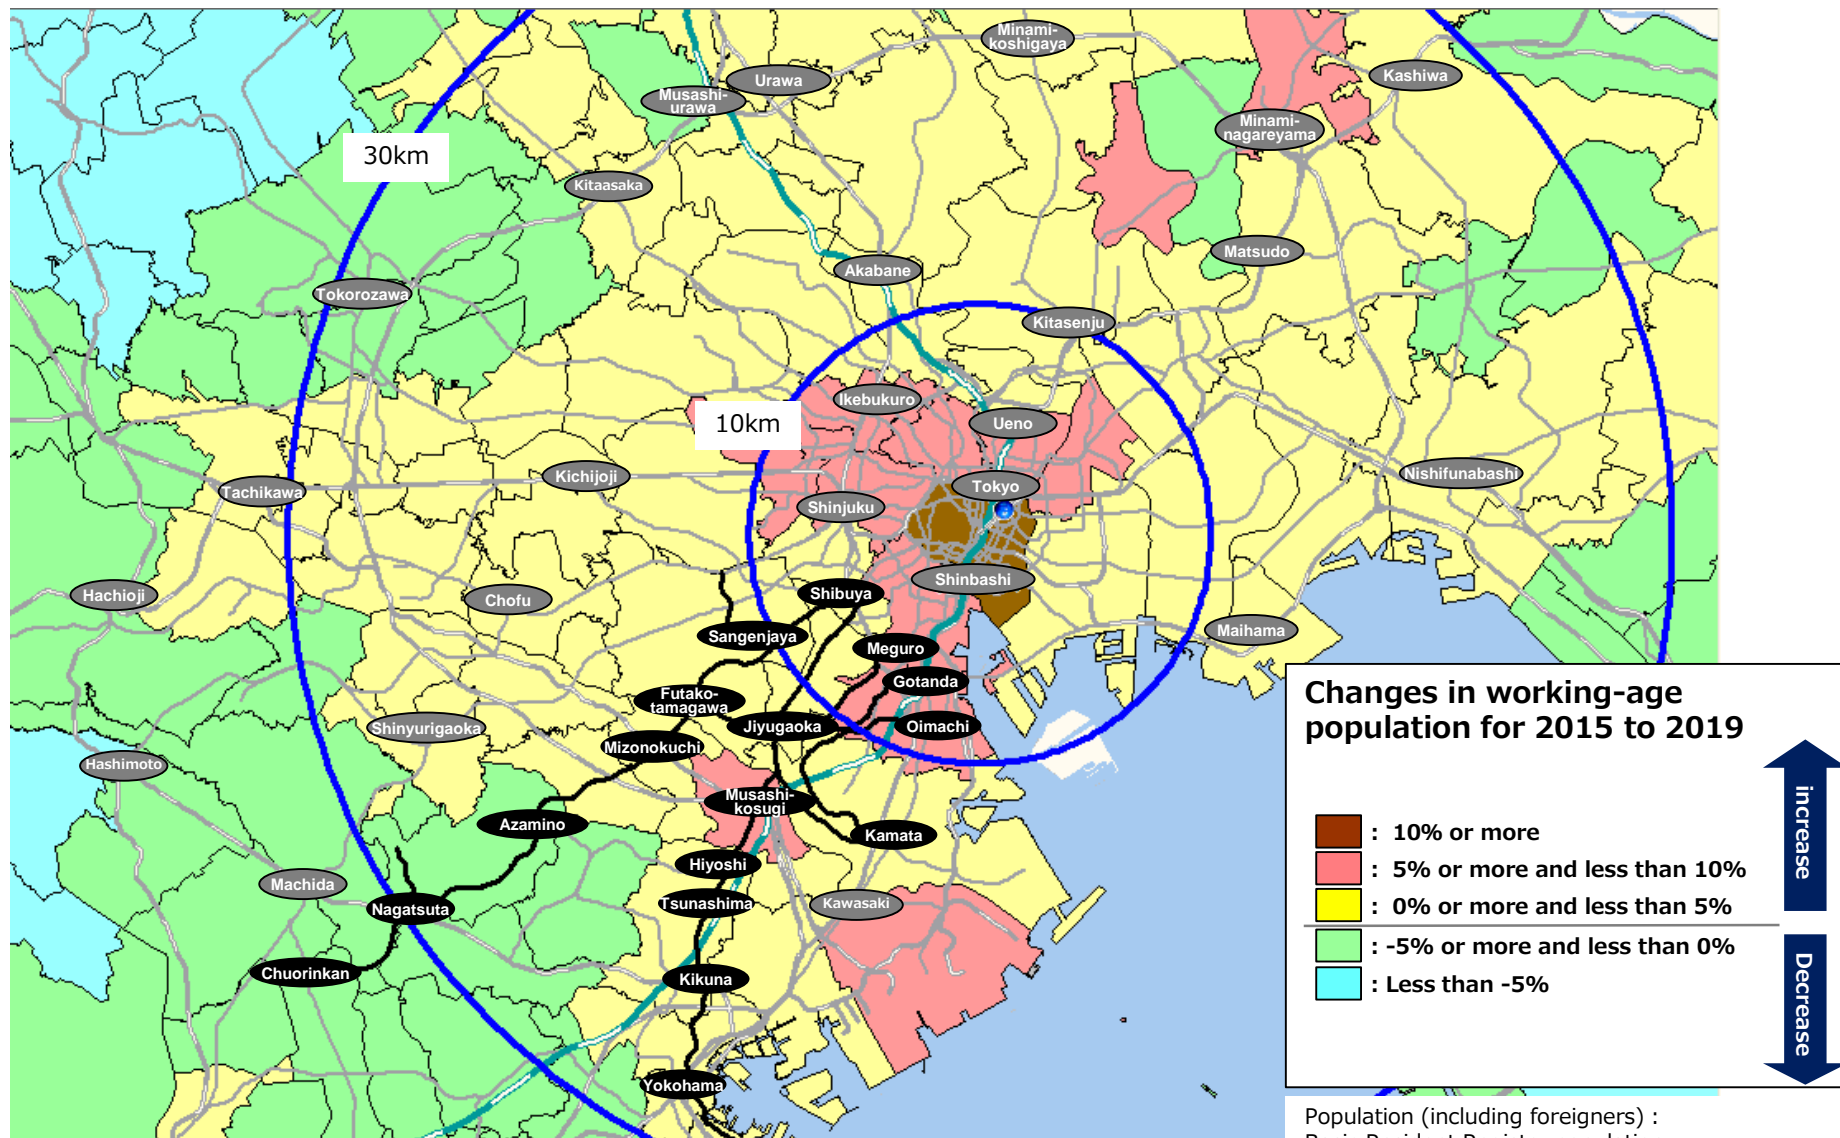 Minami-
koshigaya
Urawa
Kashiwa
Musashi-
urawa
Minami-
nagareyama
30km
Kitaasaka
Matsudo
Akabane
Tokorozawa
Kitasenju
Ikebukuro
10km
Ueno
Kichijoji
Nishifunabashi
Tachikawa
Tokyo
Shinjuku
Shinbashi
Hachioji
Chofu
Shibuya
Maihama
Sangenjaya
Meguro
Gotanda
Futako-
tamagawa
Shinyurigaoka
Jiyugaoka
Oimachi
Mizonokuchi
Hashimoto
Musashi-
kosugi
Azamino
Kamata
Hiyoshi
Machida
Nagatsuta
Tsunashima
Kawasaki
Chuorinkan
Kikuna
Yokohama
Changes in working-age
population for 2015 to 2019
increase
: 10% or more
: 5% or more and less than 10%
: 0% or more and less than 5%
: -5% or more and less than 0%
: Less than -5%
Decrease
Population (including foreigners) :